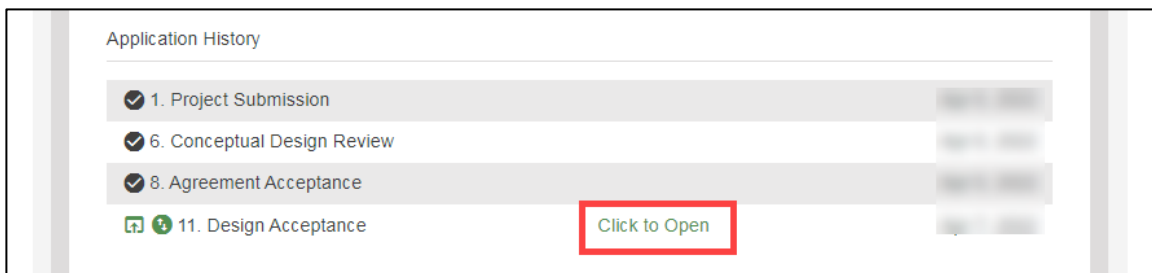 Application History
1. Project Submission
6. Conceptual Design Review
8. Agreement Acceptance
11. Design Acceptance Click to Open